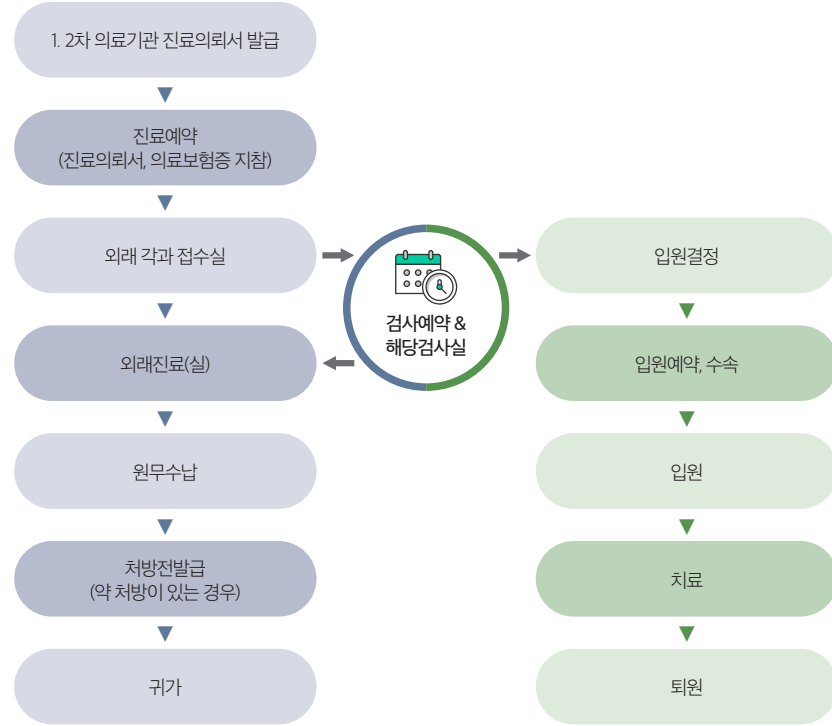 1. 2차 의료기관 진료의뢰서 발급
진료예약
(진료의뢰서, 의료보험증 지참)
외래 각과 접수실
외래진료(실)
원무수납
처방전발급
(약 처방이 있는 경우)
귀가
검사예약 &
해당검사실
입원결정
입원예약, 수속
입원
치료
퇴원